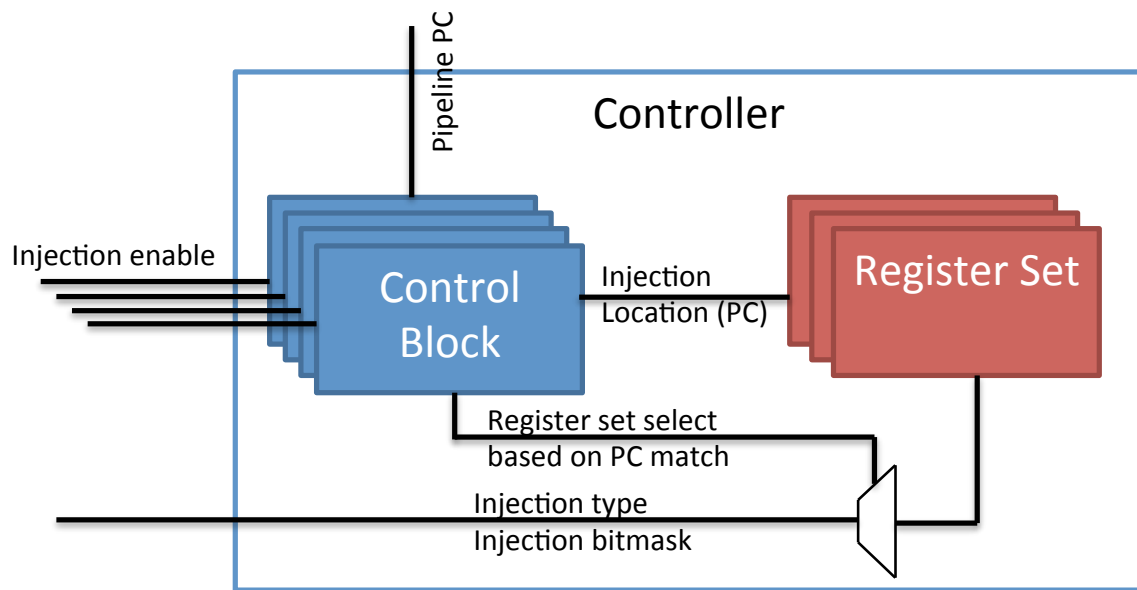 Pipeline PC
Controller
Injection enable
Control
Block
Injection
Location (PC)
Register Set
Register set select
based on PC match
Injection type
Injection bitmask